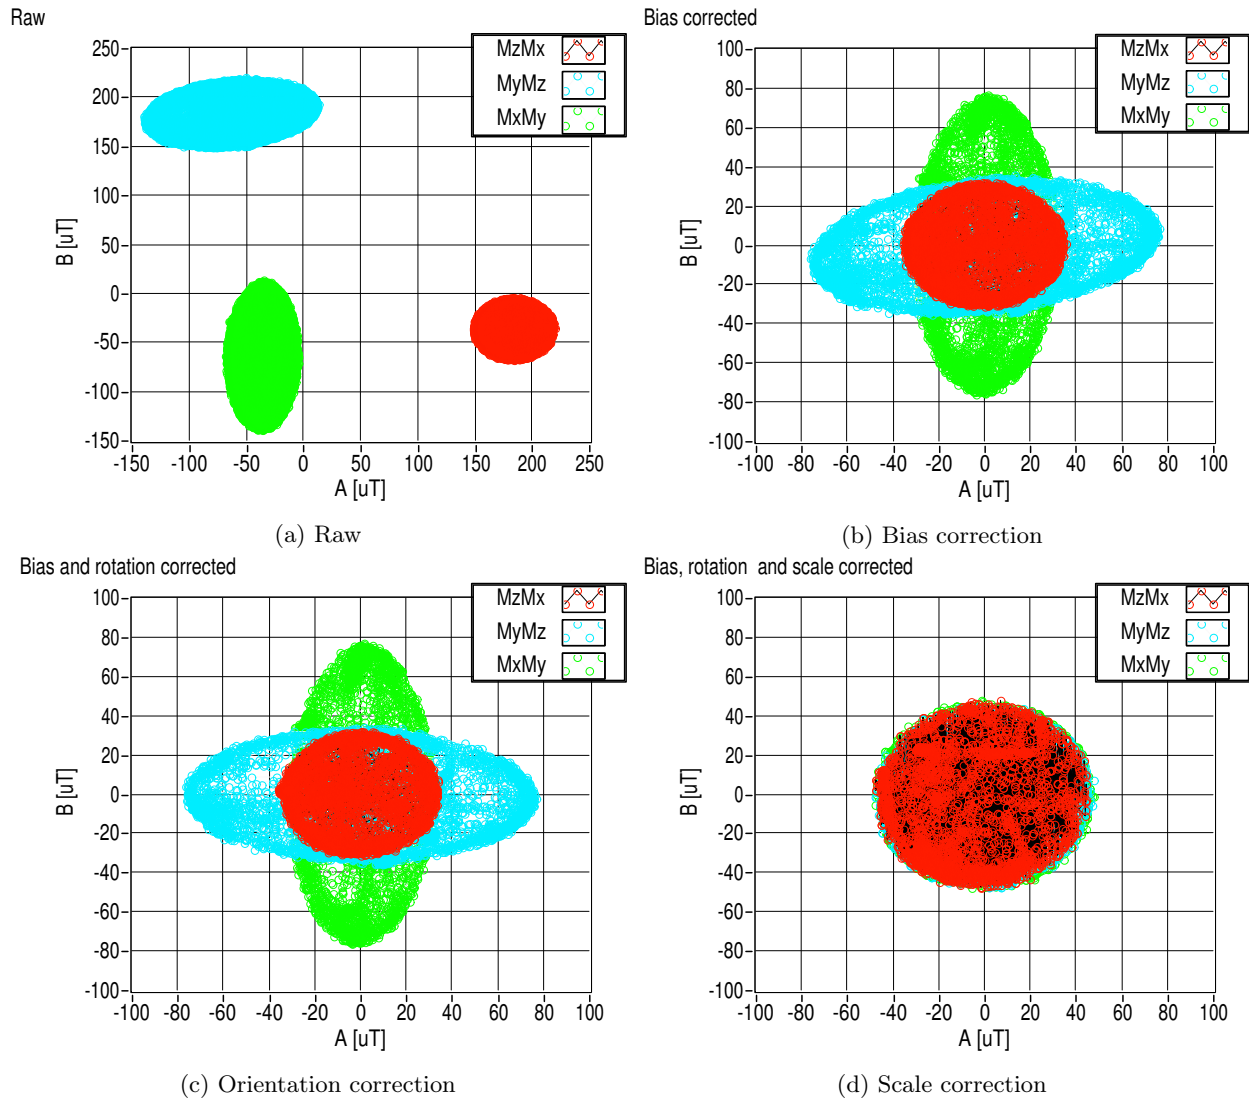 Raw
MzMx
MyMz
MxMy
250
200
150
100
50
0
-50
-100
-150
B [uT]
-150 -100 -50 0 50 100 150 200 250
A [uT]
(a) Raw
Bias corrected
MzMx
MyMz
MxMy
100
80
60
40
20
0
-20
-40
-60
-80
-100
B [uT]
-100 -80 -60 -40 -20 0 20 40 60 80 100
A [uT]
(b) Bias correction
Bias and rotation corrected
MzMx
MyMz
MxMy
100
80
60
40
20
0
-20
-40
-60
-80
-100
B [uT]
-100 -80 -60 -40 -20 0 20 40 60 80 100
A [uT]
(c) Orientation correction
Bias, rotation and scale corrected
MzMx
MyMz
MxMy
100
80
60
40
20
0
-20
-40
-60
-80
-100
B [uT]
-100 -80 -60 -40 -20 0 20 40 60 80 100
A [uT]
(d) Scale correction